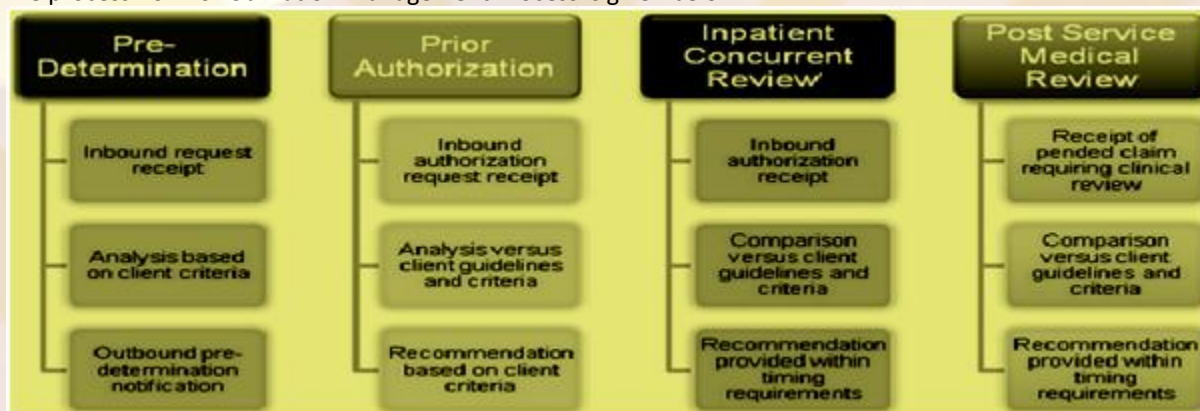 Pre-
Determination
Inbound request
receipt
Analysis based
on client criteria
Outbound pre-
determination
notification
Prior
Authorization
Inbound
authorization
request receipt
Analysis versus
client guidelines
and criteria
Recommendation
based on client
criteria
Inpatient
Concurrent
Review'
Inbound
authorization
receipt
Comparison
versus client
guidelines and
criteria
Recommendation
provided within
timing
requirements
Post Service
Medical
Review
Receipt of
pended claim
requiring clinical
review
Comparison
versus client
guidelines and
criteria
Recommendation
provided within
timing
requirements